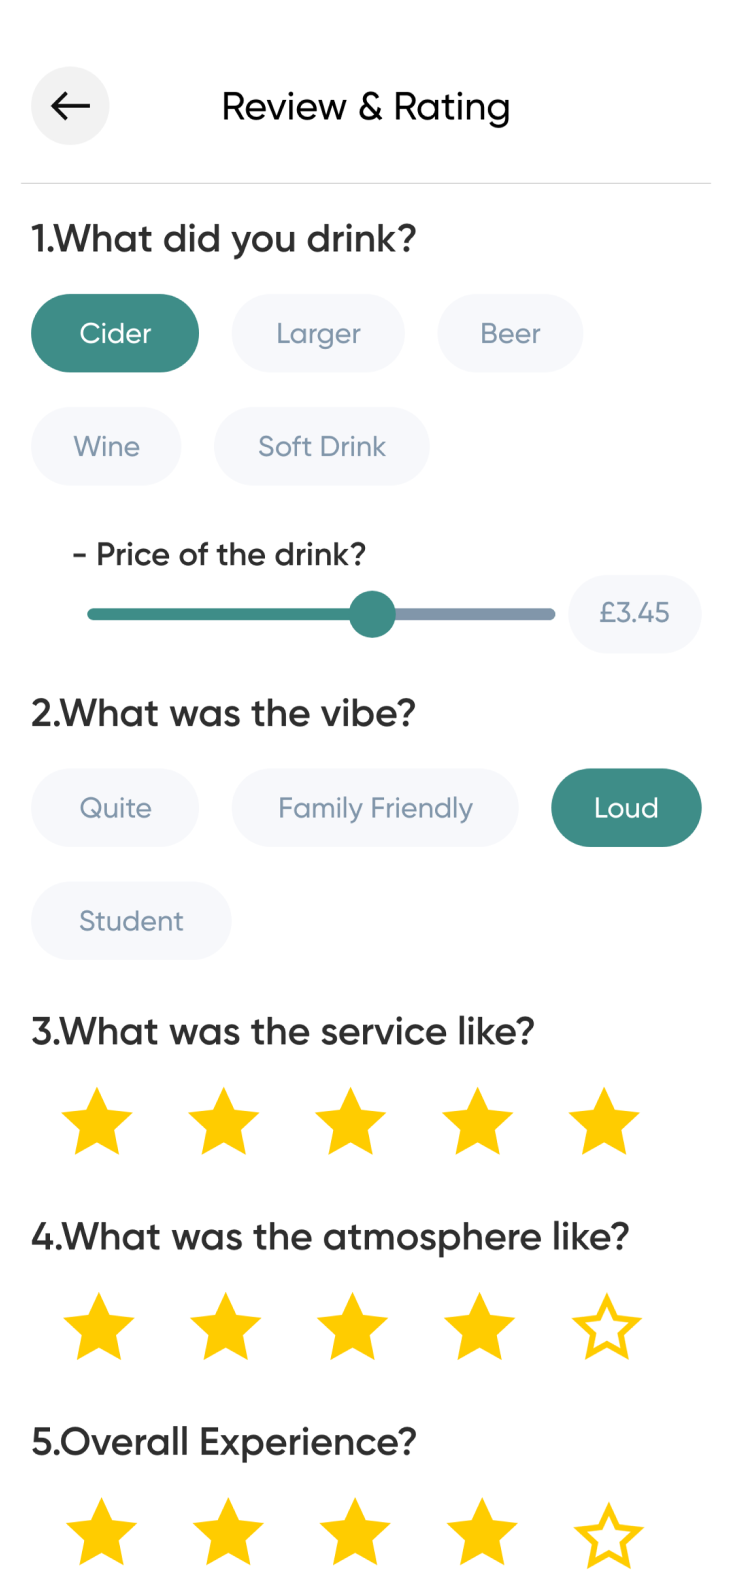 Review & Rating
1.What did you drink?
Cider Larger Beer
Wine Soft Drink
- Price of the drink?
£3.45
2.What was the vibe?
Quite Family Friendly Loud
Student
3.What was the service like?
4.What was the atmosphere like?
5.Overall Experience?